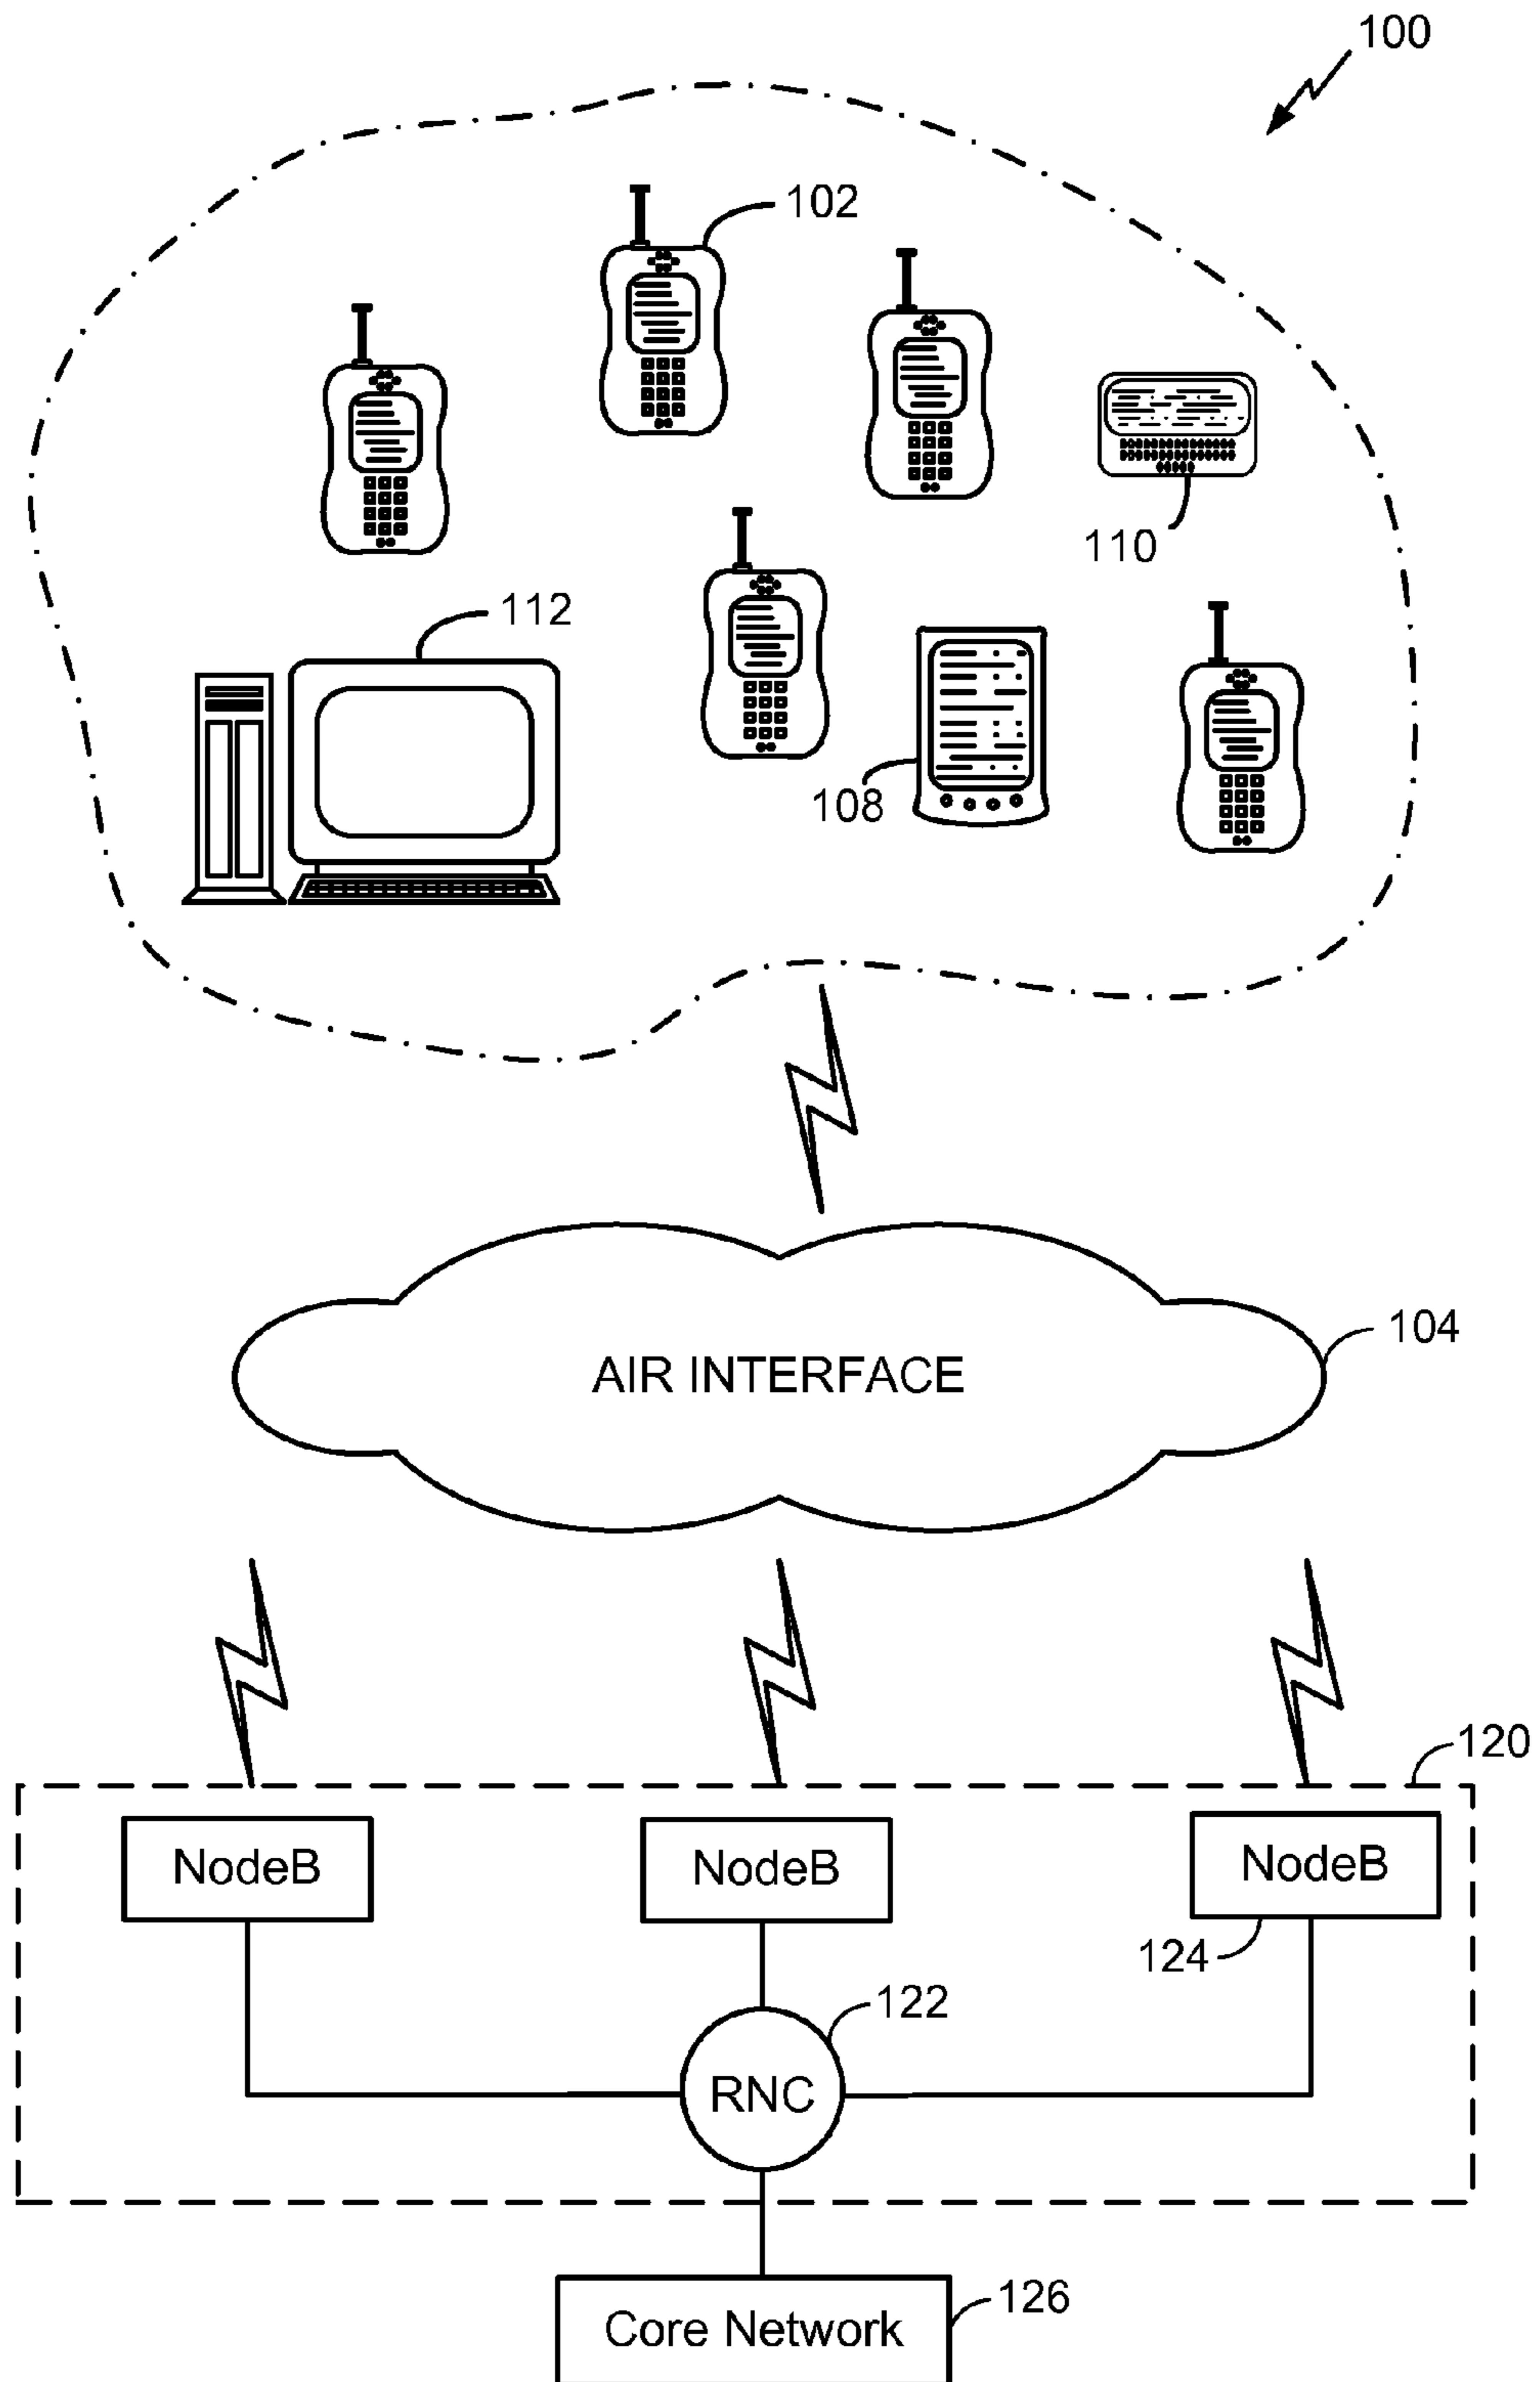 100
102
110
112
108
AIR INTERFACE
104
120
NodeB
NodeB
NodeB
124
122
RNC
126
Core Network